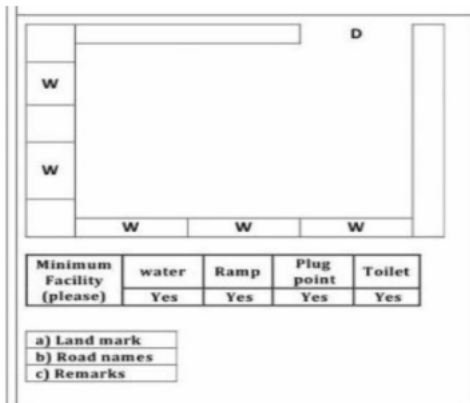 D
W
W
W W W
Minimum Facility (please) water Ramp Plug point Toilet
Yes Yes Yes Yes
a) Land mark
b) Road names
c) Remarks